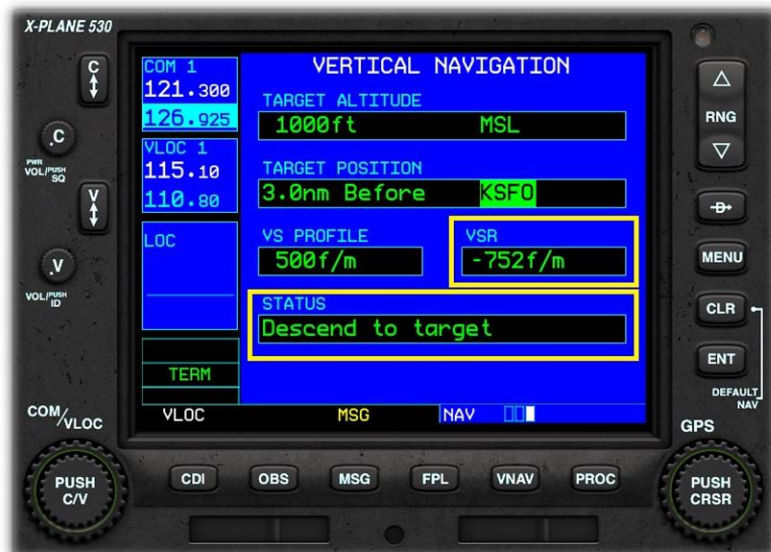 X-PLANE 530
C
.C
PWR
VOL/PUSH
SQ
V
.V
VOL/PUSH
ID
COM/VLOC
PUSH
C/V
COM 1
121.300
126.925
VLOC 1
115.10
110.80
LOC
TERM
VERTICAL NAVIGATION
TARGET ALTITUDE
1000ft MSL
TARGET POSITION
3.0nm Before KSFO
VS PROFILE
500f/m
VSR
-752f/m
STATUS
Descend to target
VLOC MSG NAV
CDI OBS MSG FPL VNAV PROC
RNG
D
MENU
CLR
ENT
DEFAULT
NAV
GPS
PUSH
CRSR